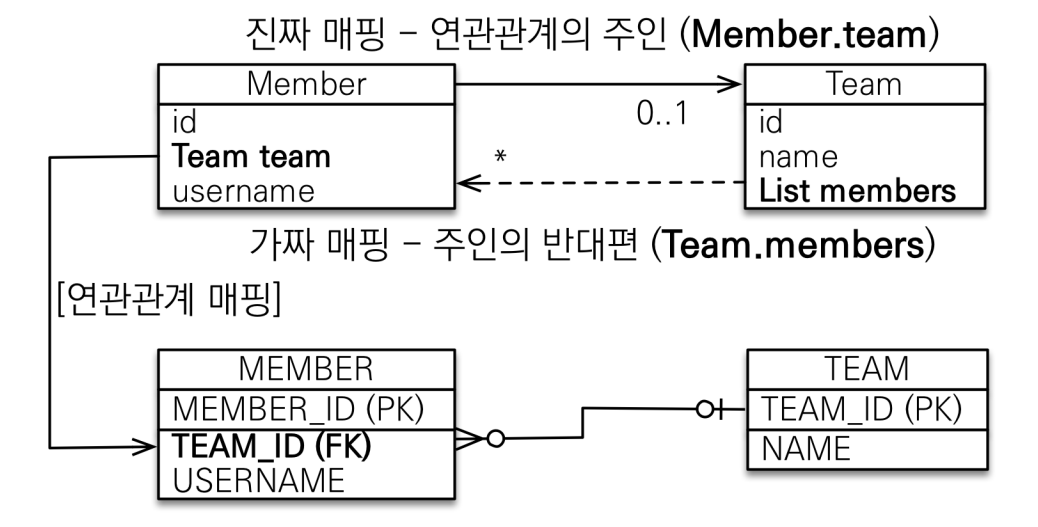 진짜 매핑 – 연관관계의 주인 (Member.team)
Member
id
Team team
username
0..1
*
Team
id
name
List members
가짜 매핑 – 주인의 반대편 (Team.members)
[연관관계 매핑]
MEMBER
MEMBER_ID (PK)
TEAM_ID (FK)
USERNAME
TEAM
TEAM_ID (PK)
NAME